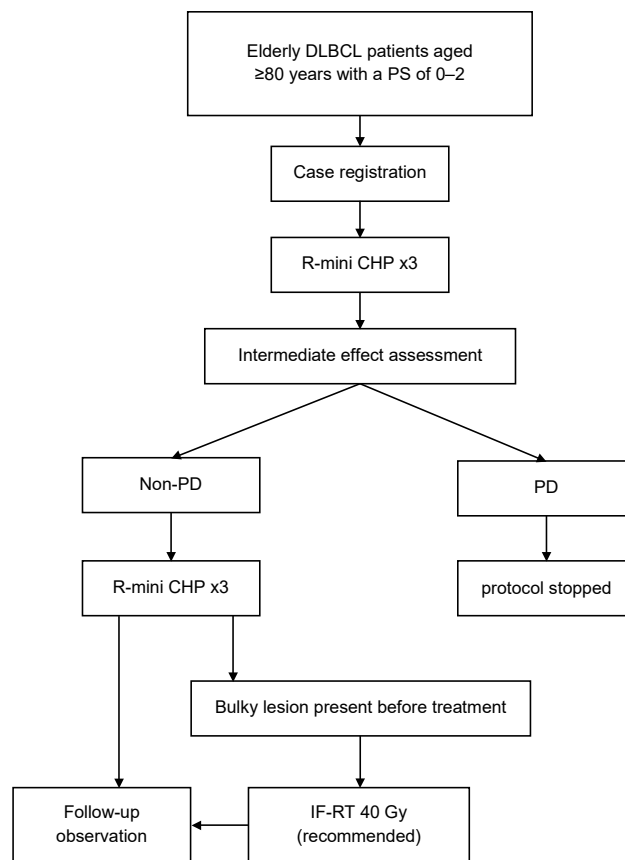 Elderly DLBCL patients aged
≥80 years with a PS of 0–2
Case registration
R-mini CHP x3
Intermediate effect assessment
Non-PD
PD
R-mini CHP x3
protocol stopped
Bulky lesion present before treatment
Follow-up
observation
IF-RT 40 Gy
(recommended)